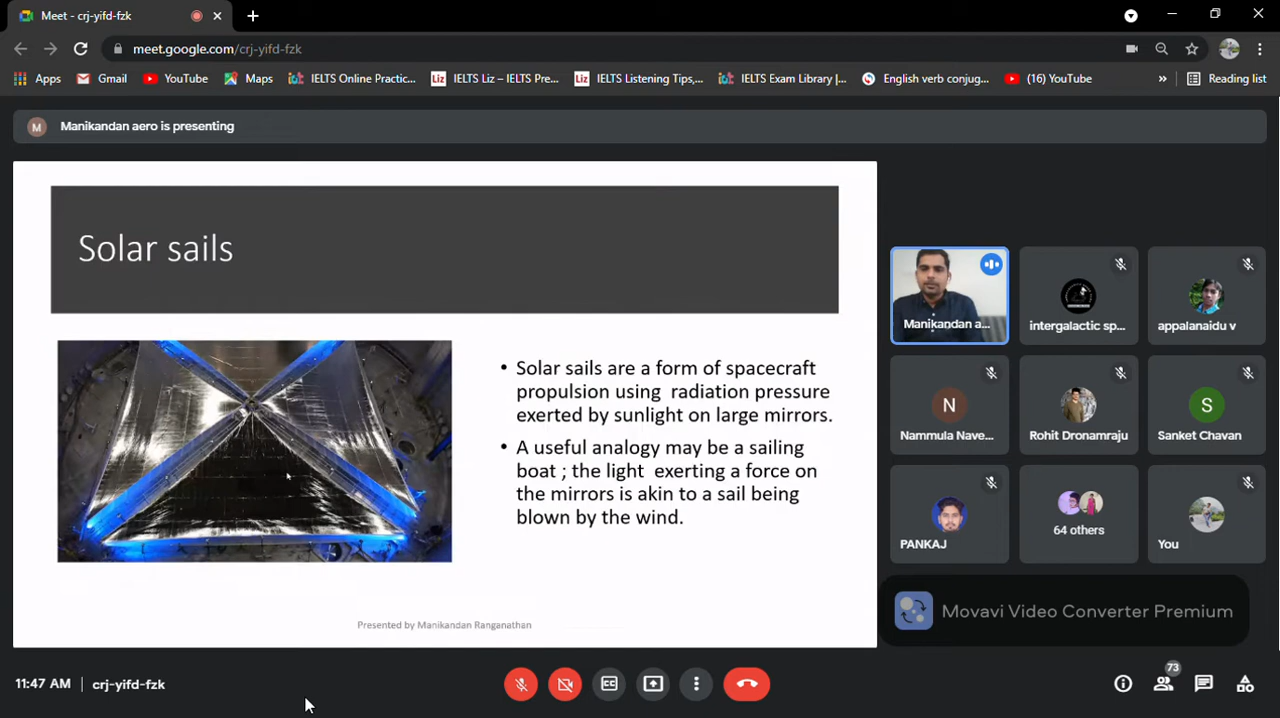 Meet - crj-yifd-fzk
meet.google.com/crj-yifd-fzk
Apps
Gmail
YouTube
Maps
IELTS Online Practic...
Liz
IELTS Liz – IELTS Pre...
Liz
IELTS Listening Tips,...
IELTS Exam Library |...
English verb conjug...
(16) YouTube
»
Reading list
M
Manikandan aero is presenting
Solar sails
• Solar sails are a form of spacecraft
propulsion using radiation pressure
exerted by sunlight on large mirrors.
• A useful analogy may be a sailing
boat ; the light exerting a force on
the mirrors is akin to a sail being
blown by the wind.
Presented by Manikandan Ranganathan
Manikandan a...
intergalactic sp...
appalanaidu v
N
Nammula Nave...
Rohit Dronamraju
S
Sanket Chavan
PANKAJ
64 others
You
Movavi Video Converter Premium
11:47 AM | crj-yifd-fzk
CC
73